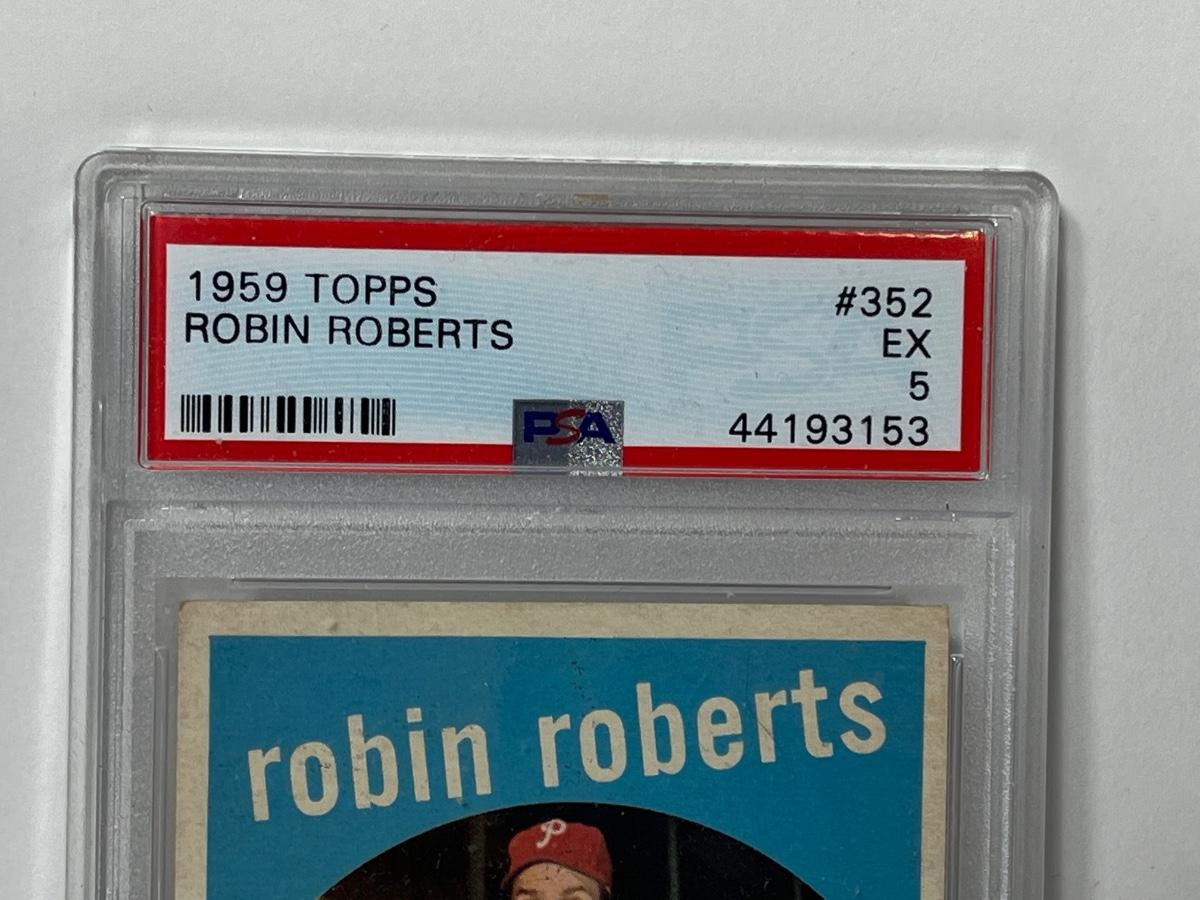 1959 TOPPS #352
ROBIN ROBERTS EX
5
PSA 44193153
robin roberts
P